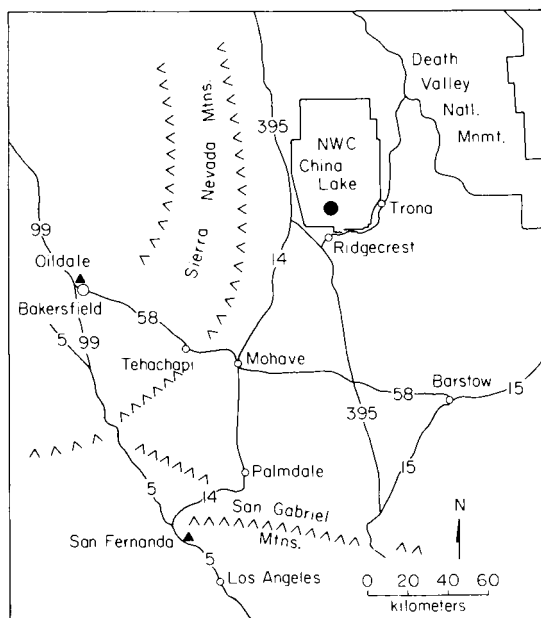 Death
Valley
Natl.
Mnmt.
Sierra Nevada Mtns.
395
NWC
China
Lake
Trona
Ridgecrest
99
Oildale
14
Bakersfield
58
5
99
Tehachapi
Mohave
58
Barstow
15
395
15
Palmdale
5
14
San Gabriel
Mtns.
San Fernanda
5
Los Angeles
N
0 20 40 60
kilometers